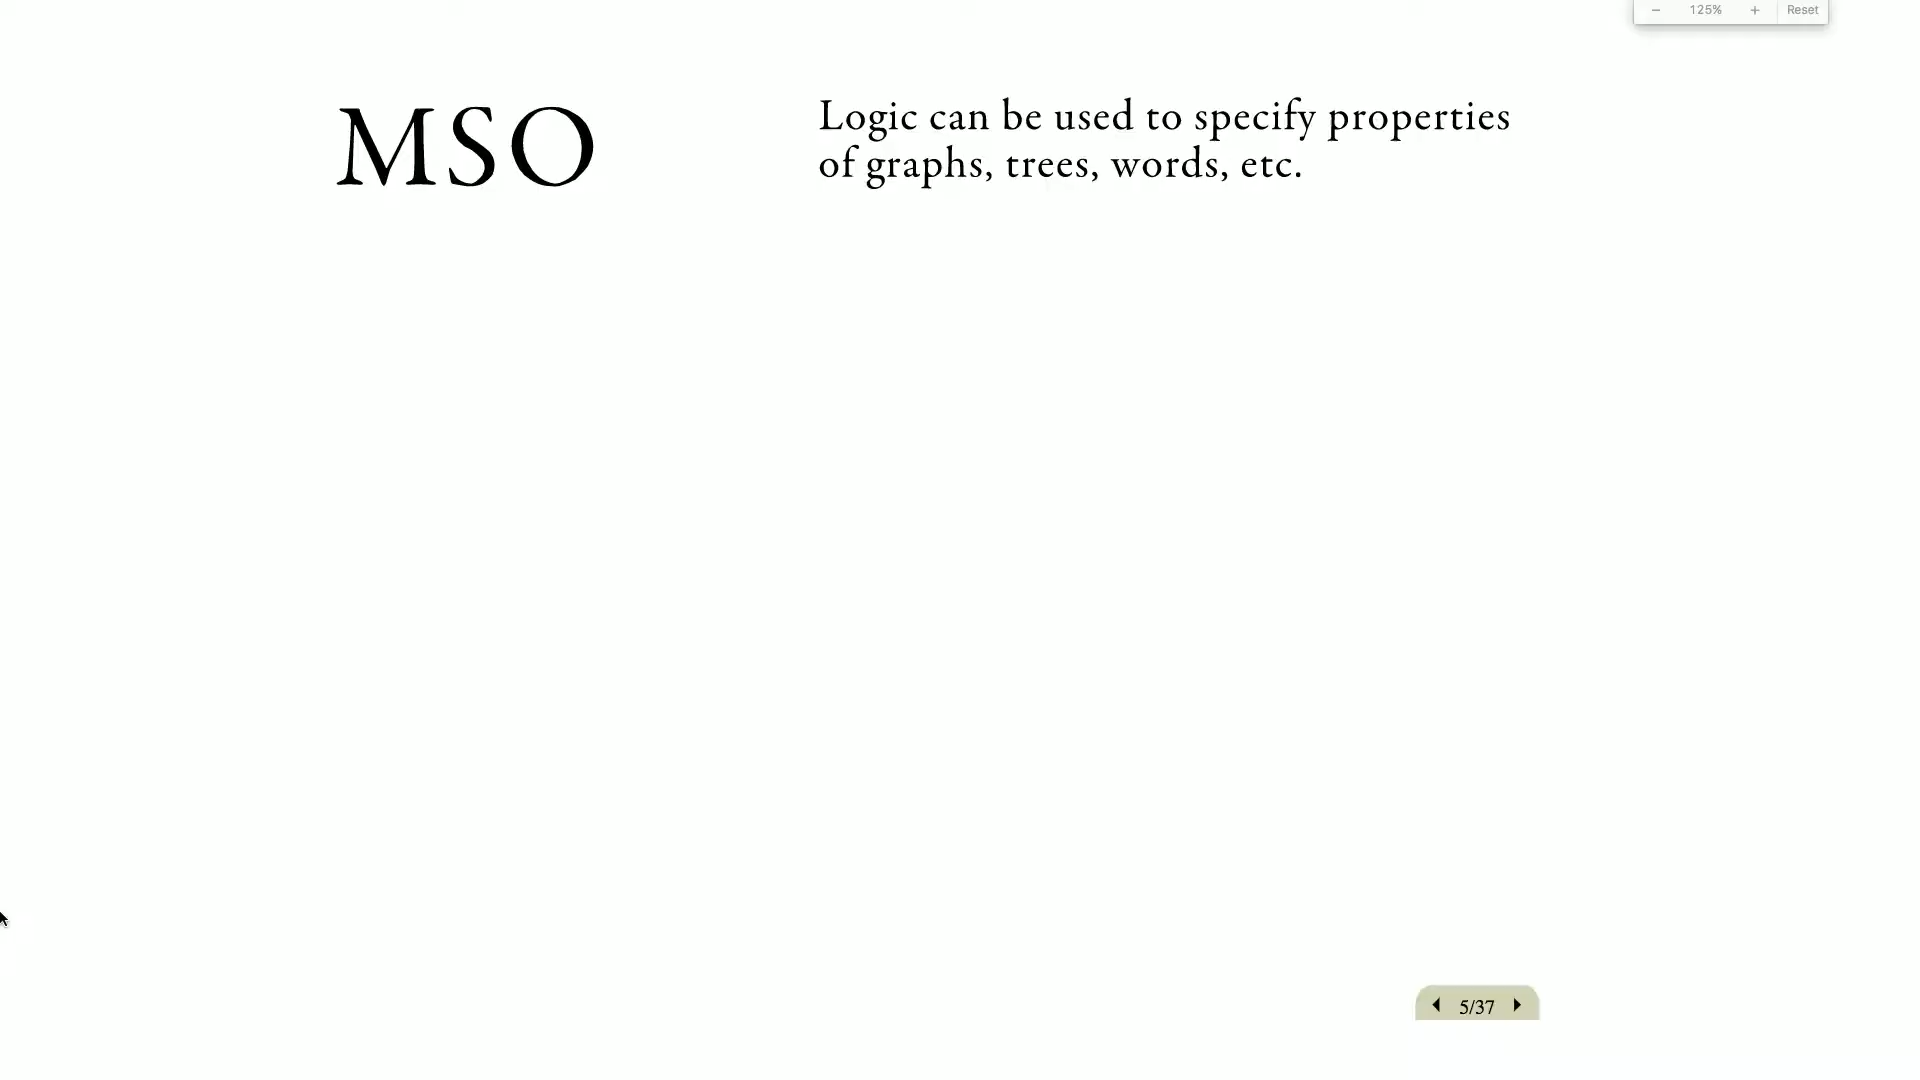 − 125% + Reset
MSO
Logic can be used to specify properties
of graphs, trees, words, etc.
5/37